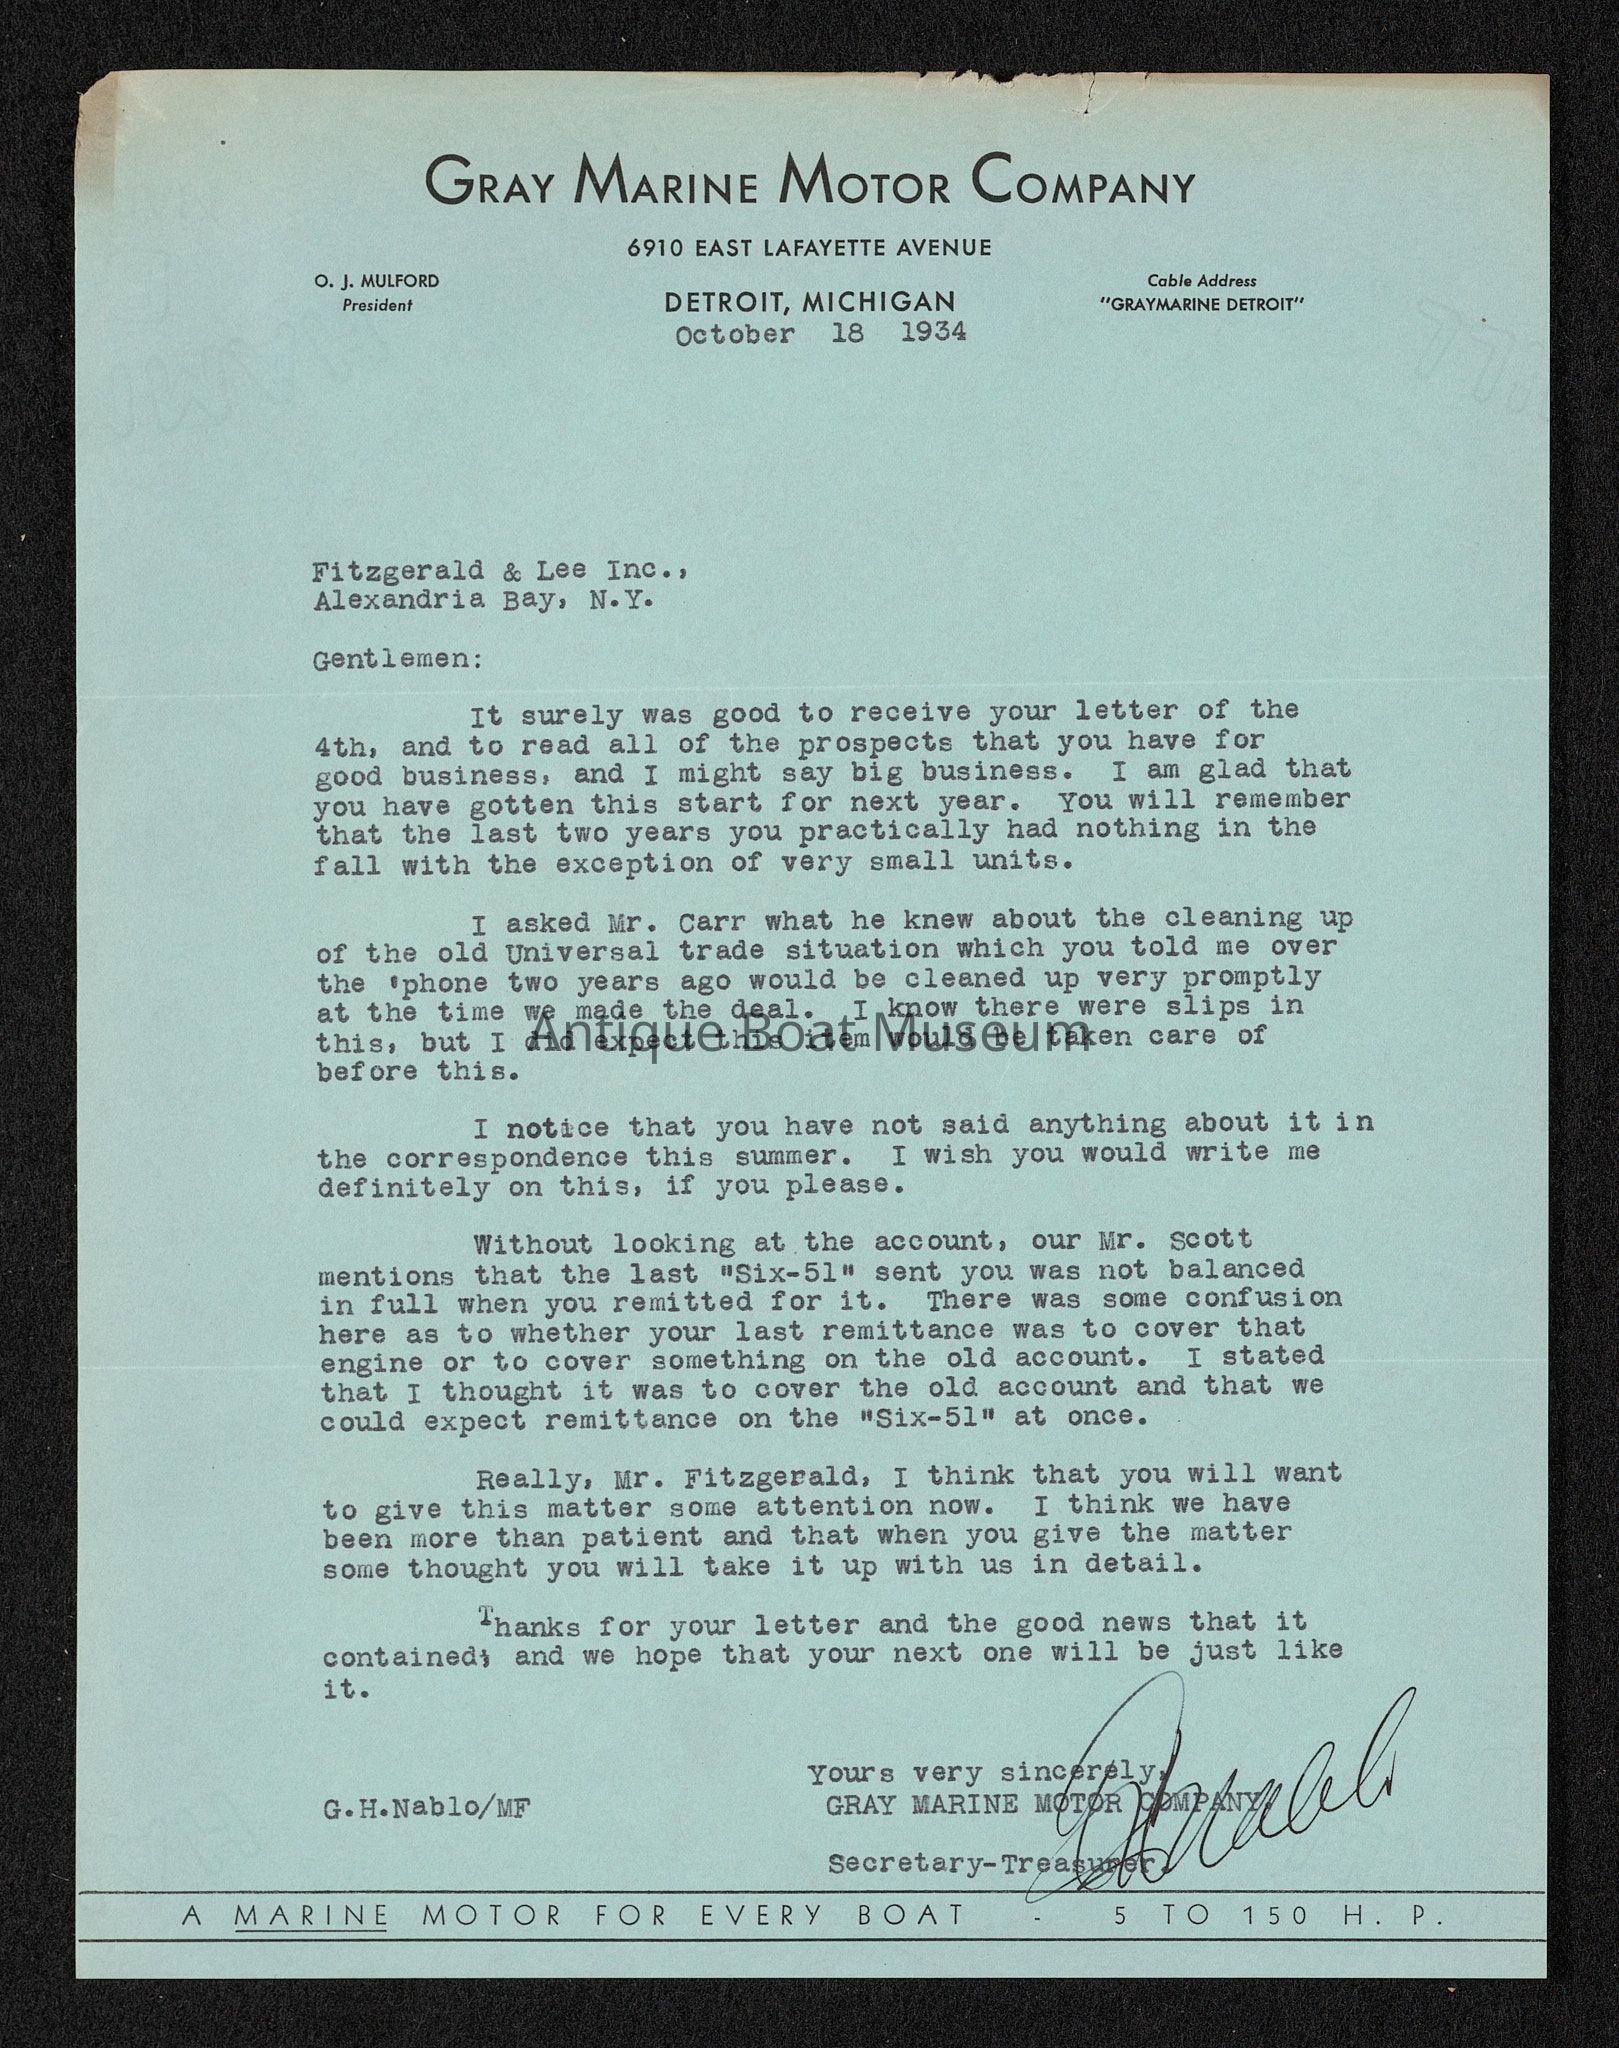 GRAY MARINE MOTOR COMPANY
6910 EAST LAFAYETTE AVENUE
O. J. MULFORD
President
DETROIT, MICHIGAN
Cable Address
"GRAYMARINE DETROIT"
October 18 1934
Fitzgerald & Lee Inc.,
Alexandria Bay, N.Y.
Gentlemen:
It surely was good to receive your letter of the
4th, and to read all of the prospects that you have for
good business, and I might say big business. I am glad that
you have gotten this start for next year. You will remember
that the last two years you practically had nothing in the
fall with the exception of very small units.
I asked Mr. Carr what he knew about the cleaning up
of the old Universal trade situation which you told me over
the 'phone two years ago would be cleaned up very promptly
at the time we made the deal. I know there were slips in
this, but I did expect this item would be taken care of
before this.
Antique Boat Museum
I notice that you have not said anything about it in
the correspondence this summer. I wish you would write me
definitely on this, if you please.
Without looking at the account, our Mr. Scott
mentions that the last "Six-51" sent you was not balanced
in full when you remitted for it. There was some confusion
here as to whether your last remittance was to cover that
engine or to cover something on the old account. I stated
that I thought it was to cover the old account and that we
could expect remittance on the "Six-51" at once.
Really, Mr. Fitzgerald, I think that you will want
to give this matter some attention now. I think we have
been more than patient and that when you give the matter
some thought you will take it up with us in detail.
Thanks for your letter and the good news that it
contained; and we hope that your next one will be just like
it.
Yours very sincerely,
G.H.Nablo/MF
GRAY MARINE MOTOR COMPANY.
Secretary-Treasurer.
A MARINE MOTOR FOR EVERY BOAT - 5 TO 150 H. P.